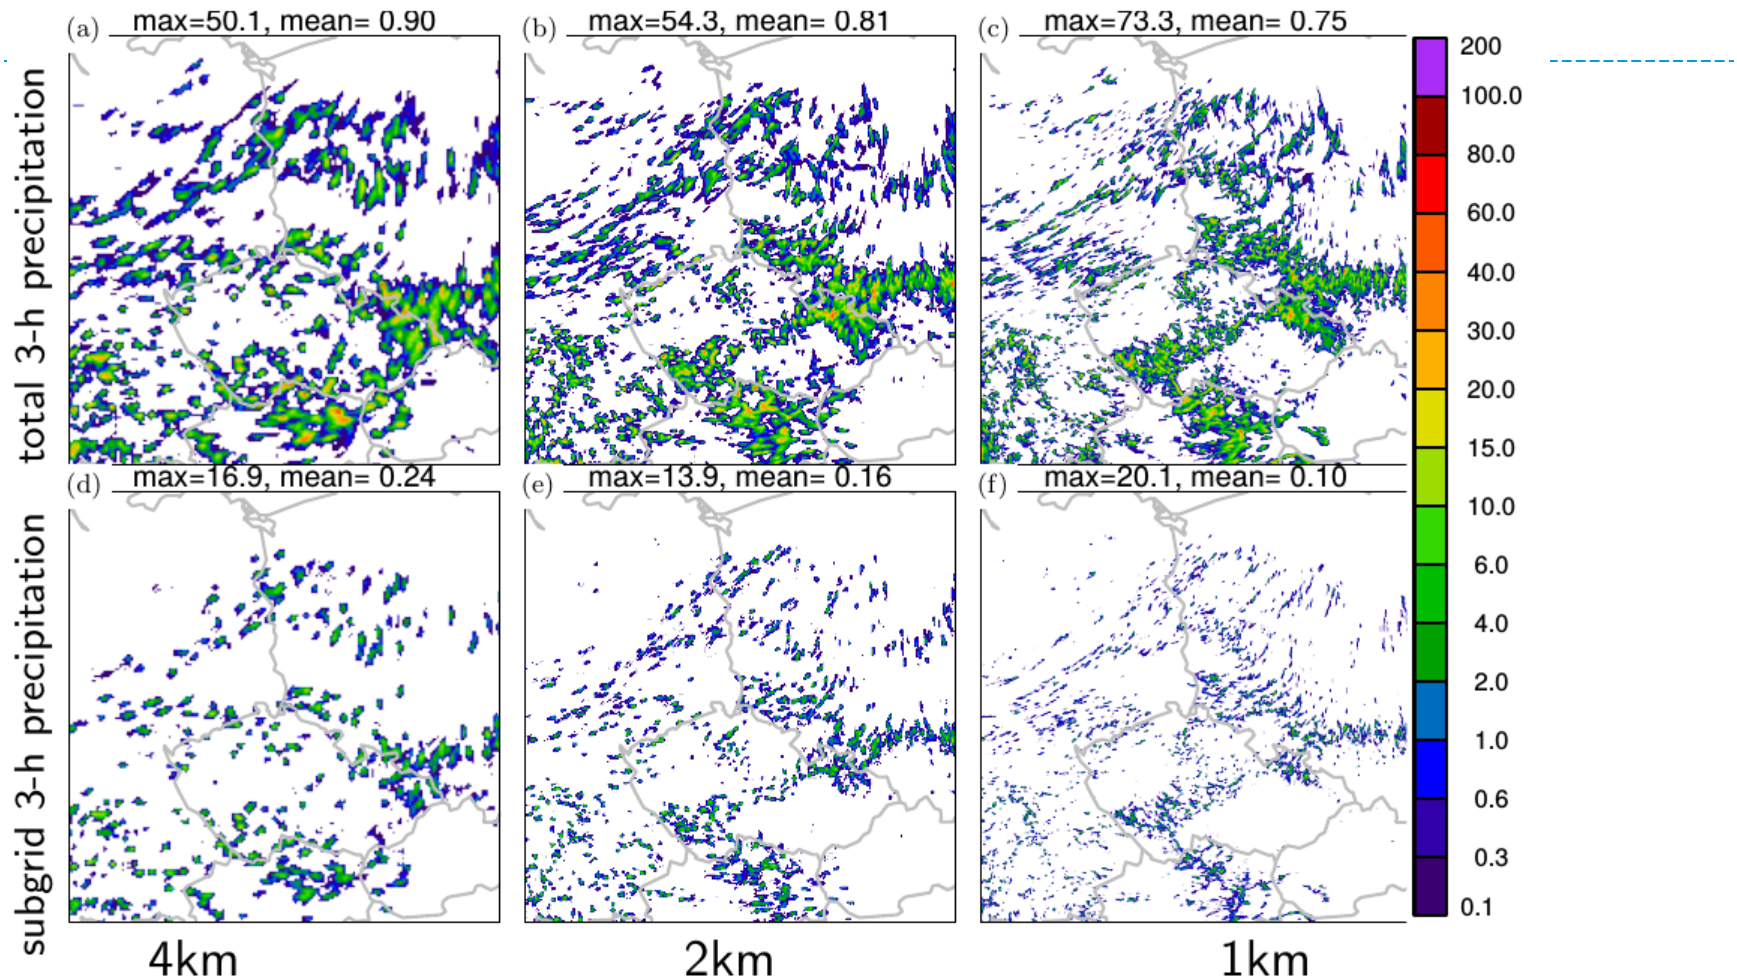 (a) max=50.1, mean= 0.90
(b) max=54.3, mean= 0.81
(c) max=73.3, mean= 0.75
total 3-h precipitation
(d) max=16.9, mean= 0.24
(e) max=13.9, mean= 0.16
(f) max=20.1, mean= 0.10
subgrid 3-h precipitation
200
100.0
80.0
60.0
40.0
30.0
20.0
15.0
10.0
6.0
4.0
2.0
1.0
0.6
0.3
0.1
4km
2km
1km